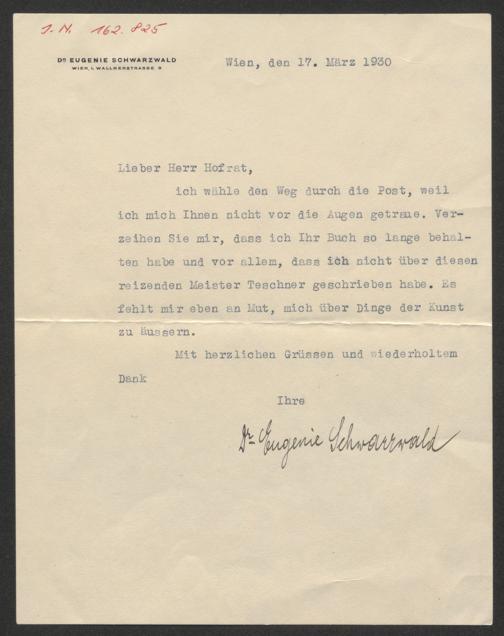 J. N. 162.825
DR EUGENIE SCHWARZWALD
WIEN, I. WALLNERSTRASSE 9
Wien, den 17. März 1930
Lieber Herr Hofrat,
ich wähle den Weg durch die Post, weil
ich mich Ihnen nicht vor die Augen getraue. Ver-
zeihen Sie mir, dass ich Ihr Buch so lange behal-
ten habe und vor allem, dass ich nicht über diesen
reizenden Meister Teschner geschrieben habe. Es
fehlt mir eben an Mut, mich über Dinge der Kunst
zu äussern.
Mit herzlichen Grüssen und wiederholtem
Dank
Ihre
Dr Eugenie Schwarzwald